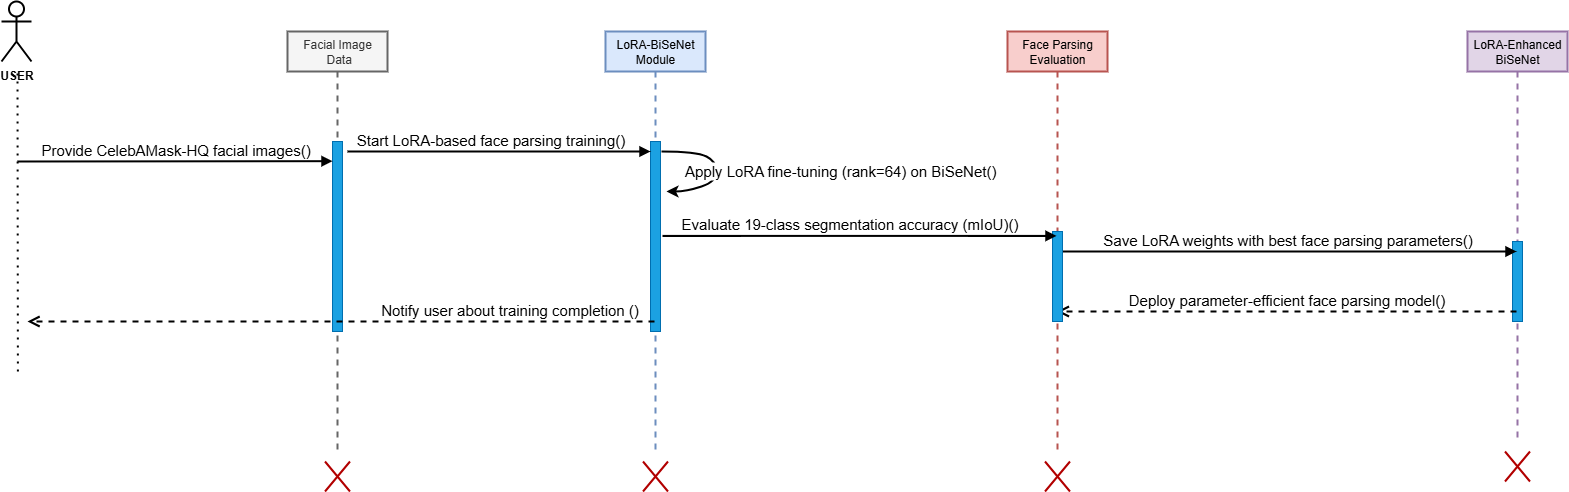 USER
Facial Image
Data
LoRA-BiSeNet
Module
Face Parsing
Evaluation
LoRA-Enhanced
BiSeNet
Provide CelebAMask-HQ facial images()
Start LoRA-based face parsing training()
Apply LoRA fine-tuning (rank=64) on BiSeNet()
Evaluate 19-class segmentation accuracy (mIoU)()
Save LoRA weights with best face parsing parameters()
Deploy parameter-efficient face parsing model()
Notify user about training completion ()